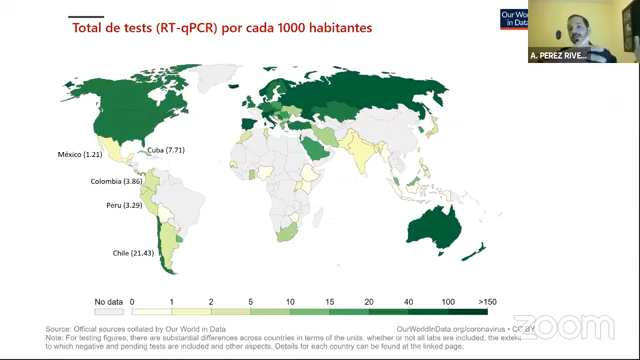 Total de tests (RT-qPCR) por cada 1000 habitantes
Our World
in Data
A. PEREZ RIVE...
México (1.21)
Cuba (7.71)
Colombia (3.86)
Peru (3.29)
Chile (21.43)
No data
0
1
2
5
10
15
20
40
100
>150
Source: Official sources collated by Our World in Data
OurWorldInData.org/coronavirus • CC BY
Note: For testing figures, there are substantial differences across countries in terms of the units, whether or not all labs are included, the extent
to which negative and pending tests are included and other aspects. Details for each country can be found at the linked page.
zoom